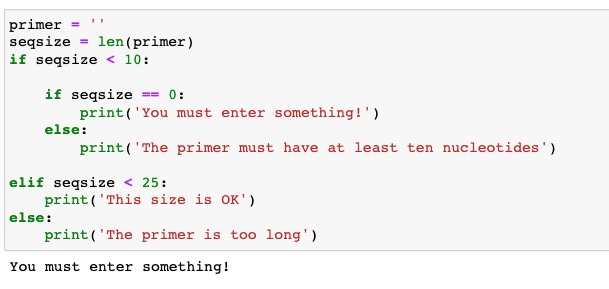 primer = ''
seqsize = len(primer)
if seqsize < 10:
    if seqsize == 0:
        print('You must enter something!')
    else:
        print('The primer must have at least ten nucleotides')
elif seqsize < 25:
    print('This size is OK')
else:
    print('The primer is too long')
You must enter something!